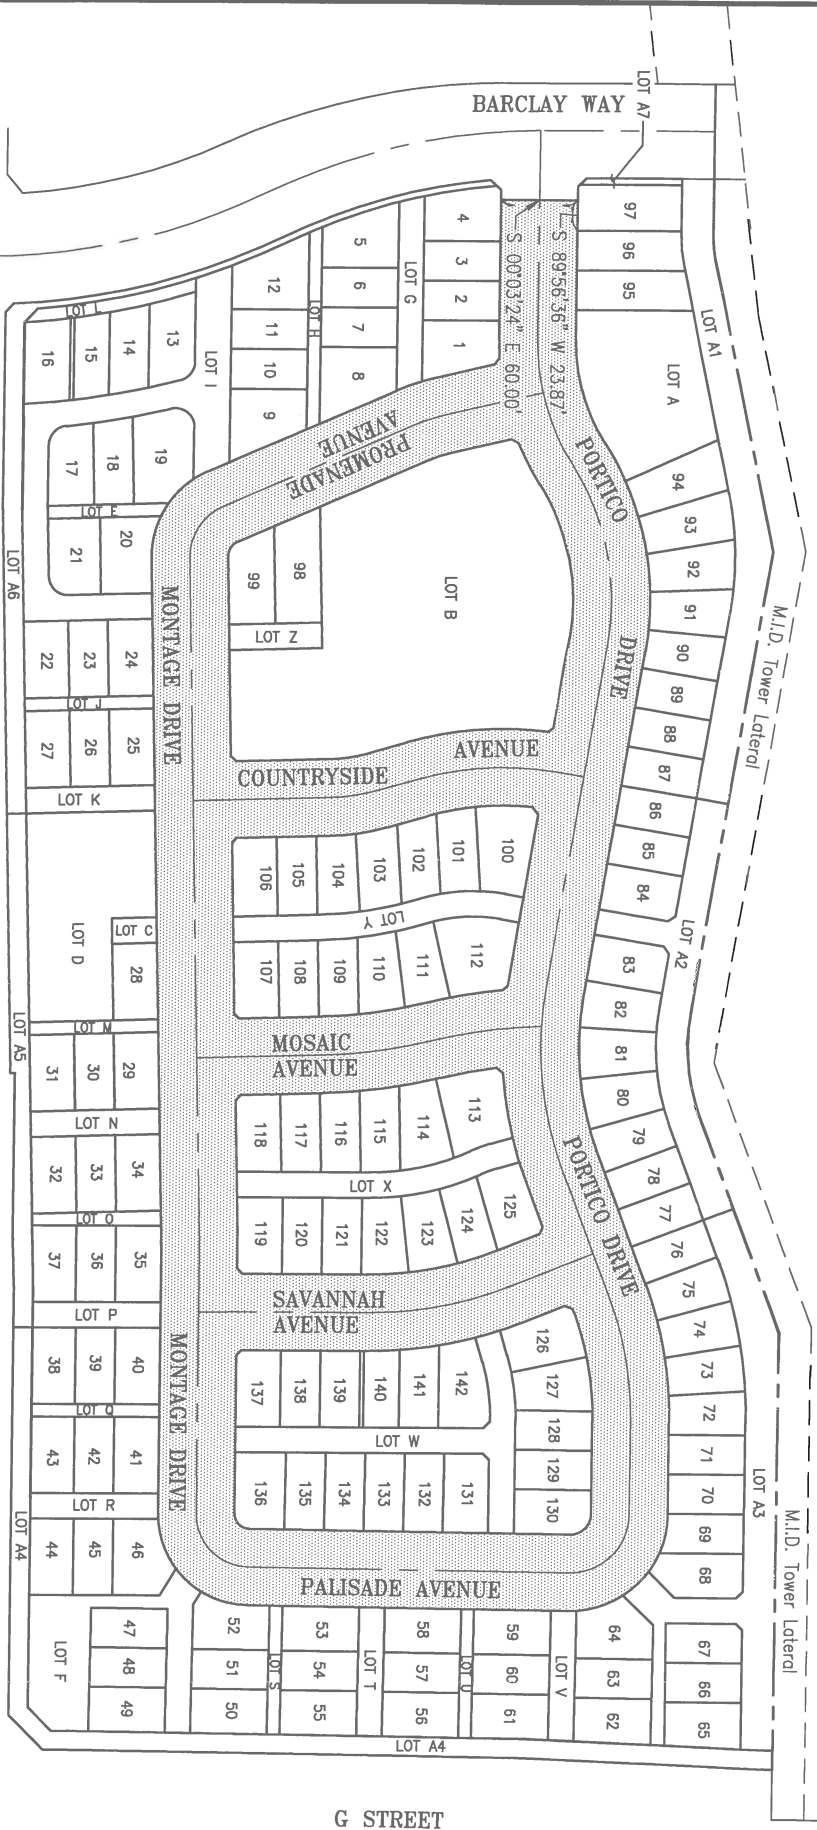 BARCLAY WAY
LOT A7
97
96
95
LOT A1
LOT A
S 89°56'36" W 23.87'
S 00°03'24" E 60.00'
4
3
2
1
LOT G
5
6
7
8
LOT H
12
11
10
9
LOT I
LOT L
13
14
15
16
PROMENADE
AVENUE
PORTICO
DRIVE
94
93
92
91
90
89
88
87
86
85
84
M.I.D. Tower Lateral
19
18
17
LOT E
20
21
LOT A6
98
99
LOT Z
LOT B
MONTAGE DRIVE
24
23
22
LOT J
25
26
27
LOT K
COUNTRYSIDE
AVENUE
100
101
102
103
104
105
106
LOT Y
107
108
109
110
111
112
LOT C
LOT D
28
LOT M
LOT A5
LOT A2
83
82
81
80
79
78
77
76
75
74
73
72
71
70
69
68
MOSAIC
AVENUE
29
30
31
LOT N
34
33
32
LOT O
35
36
37
LOT P
113
114
115
116
117
118
LOT X
119
120
121
122
123
124
125
PORTICO DRIVE
SAVANNAH
AVENUE
MONTAGE DRIVE
40
39
38
LOT Q
41
42
43
LOT R
46
45
44
LOT A4
126
127
128
129
130
142
141
140
139
138
137
LOT W
136
135
134
133
132
131
LOT A3
M.I.D. Tower Lateral
PALISADE AVENUE
47
48
49
LOT F
52
51
50
LOT S
53
54
55
LOT T
58
57
56
LOT U
59
60
61
LOT V
64
63
62
67
66
65
LOT A4
G STREET